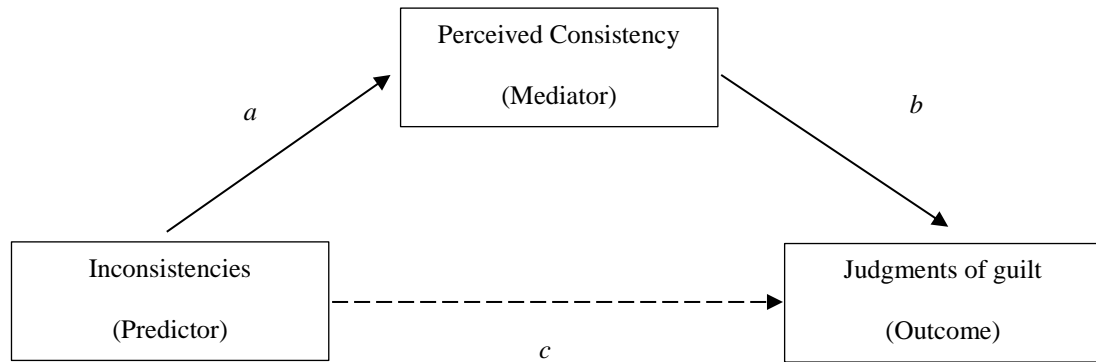 Perceived Consistency
(Mediator)
a
b
Inconsistencies
(Predictor)
Judgments of guilt
(Outcome)
c